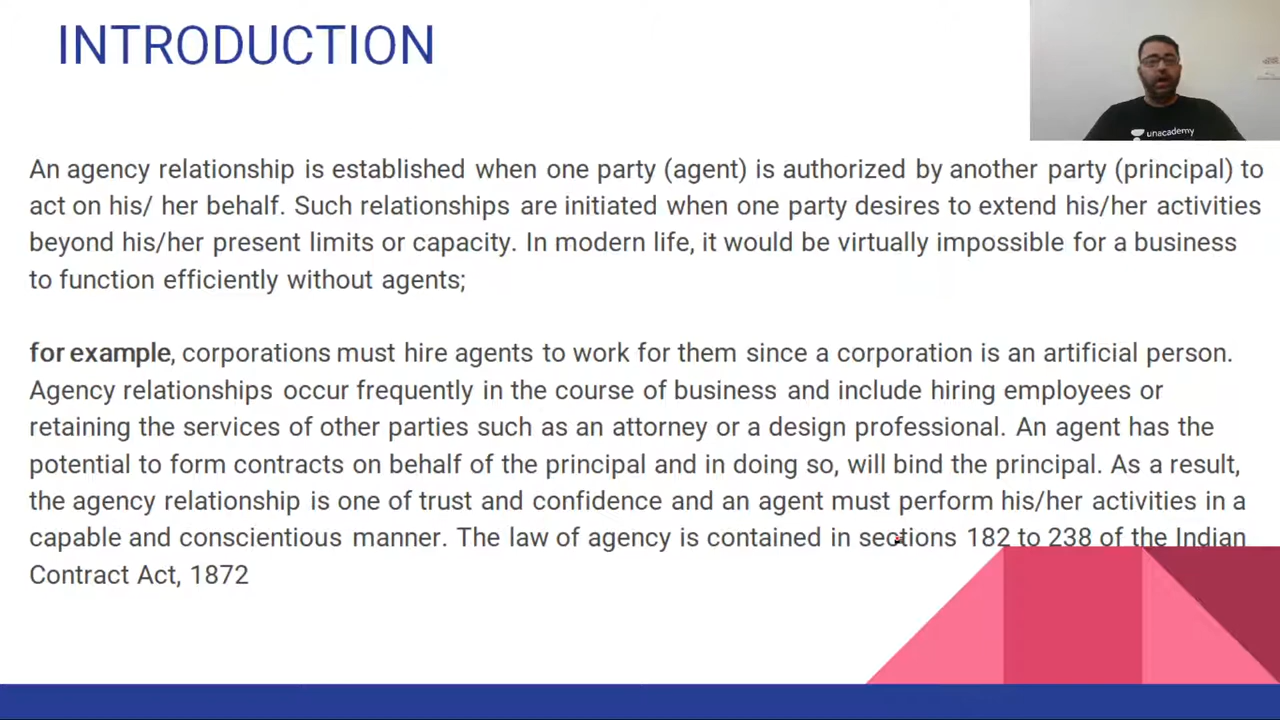 INTRODUCTION
unacademy
An agency relationship is established when one party (agent) is authorized by another party (principal) to
act on his/ her behalf. Such relationships are initiated when one party desires to extend his/her activities
beyond his/her present limits or capacity. In modern life, it would be virtually impossible for a business
to function efficiently without agents;
for example, corporations must hire agents to work for them since a corporation is an artificial person.
Agency relationships occur frequently in the course of business and include hiring employees or
retaining the services of other parties such as an attorney or a design professional. An agent has the
potential to form contracts on behalf of the principal and in doing so, will bind the principal. As a result,
the agency relationship is one of trust and confidence and an agent must perform his/her activities in a
capable and conscientious manner. The law of agency is contained in sections 182 to 238 of the Indian
Contract Act, 1872